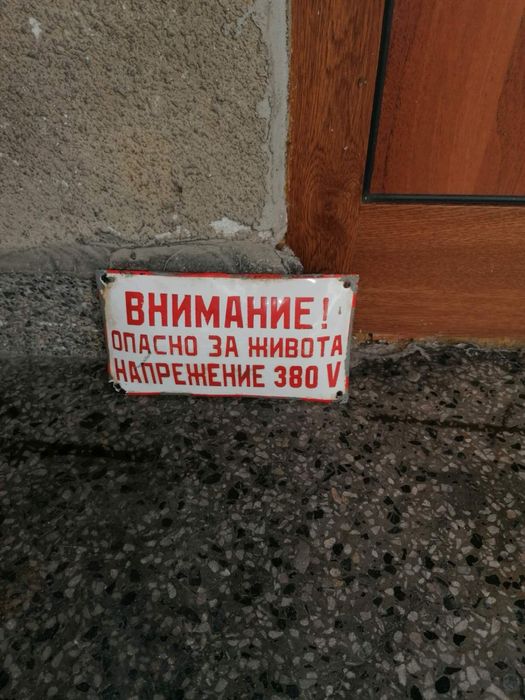 ВНИМАНИЕ!
ОПАСНО ЗА ЖИВОТА
НАПРЕЖЕНИЕ 380 V